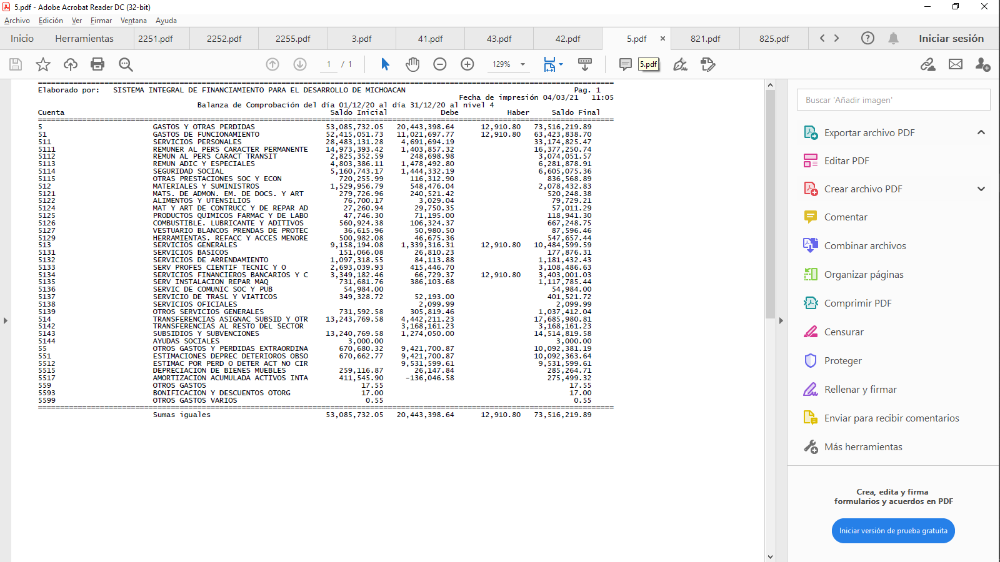 5.pdf - Adobe Acrobat Reader DC (32-bit)
Archivo Edición Ver Firmar Ventana Ayuda
Inicio Herramientas 2251.pdf 2252.pdf 2255.pdf 3.pdf 41.pdf 43.pdf 42.pdf 5.pdf × 821.pdf 825.pdf Iniciar sesión
1 / 1 129% 5.pdf
Elaborado por: SISTEMA INTEGRAL DE FINANCIAMIENTO PARA EL DESARROLLO DE MICHOACAN Pag. 1
Fecha de impresión 04/03/21 11:05
Balanza de Comprobación del día 01/12/20 al día 31/12/20 al nivel 4
Cuenta Saldo Inicial Debe Haber Saldo Final
5 GASTOS Y OTRAS PERDIDAS 53,085,732.05 20,443,398.64 12,910.80 73,516,219.89
51 GASTOS DE FUNCIONAMIENTO 52,415,051.73 11,021,697.77 12,910.80 63,423,838.70
511 SERVICIOS PERSONALES 28,483,131.28 4,691,694.19 33,174,825.47
5111 REMUNER AL PERS CARACTER PERMANENTE 14,973,393.42 1,403,857.32 16,377,250.74
5112 REMUN AL PERS CARACT TRANSIT 2,825,352.59 248,698.98 3,074,051.57
5113 REMUN ADIC Y ESPECIALES 4,803,386.11 1,478,492.80 6,281,878.91
5114 SEGURIDAD SOCIAL 5,160,743.17 1,444,332.19 6,605,075.36
5115 OTRAS PRESTACIONES SOC Y ECON 720,255.99 116,312.90 836,568.89
512 MATERIALES Y SUMINISTROS 1,529,956.79 548,476.04 2,078,432.83
5121 MATS. DE ADMON. EM. DE DOCS. Y ART 279,726.96 240,521.42 520,248.38
5122 ALIMENTOS Y UTENSILIOS 76,700.17 3,029.04 79,729.21
5124 MAT Y ART DE CONTRUCC Y DE REPAR AD 27,260.94 29,750.35 57,011.29
5125 PRODUCTOS QUIMICOS FARMAC Y DE LABO 47,746.30 71,195.00 118,941.30
5126 COMBUSTIBLE. LUBRICANTE Y ADITIVOS 560,924.38 106,324.37 667,248.75
5127 VESTUARIO BLANCOS PRENDAS DE PROTEC 36,615.96 50,980.50 87,596.46
5129 HERRAMIENTAS. REFACC Y ACCES MENORE 500,982.08 46,675.36 547,657.44
513 SERVICIOS GENERALES 9,158,194.08 1,339,316.31 12,910.80 10,484,599.59
5131 SERVICIOS BASICOS 151,066.08 26,810.23 177,876.31
5132 SERVICIOS DE ARRENDAMIENTO 1,097,318.55 84,113.88 1,181,432.43
5133 SERV PROFES CIENTIF TECNIC Y O 2,693,039.93 415,446.70 3,108,486.63
5134 SERVICIOS FINANCIEROS BANCARIOS Y C 3,349,182.46 66,729.37 12,910.80 3,403,001.03
5135 SERV INSTALACION REPAR MAQ 731,681.76 386,103.68 1,117,785.44
5136 SERVIC DE COMUNIC SOC Y PUB 54,984.00 54,984.00
5137 SERVICIO DE TRASL Y VIATICOS 349,328.72 52,193.00 401,521.72
5138 SERVICIOS OFICIALES 2,099.99 2,099.99
5139 OTROS SERVICIOS GENERALES 731,592.58 305,819.46 1,037,412.04
514 TRANSFERENCIAS ASIGNAC SUBSID Y OTR 13,243,769.58 4,442,211.23 17,685,980.81
5142 TRANSFERENCIAS AL RESTO DEL SECTOR 3,168,161.23 3,168,161.23
5143 SUBSIDIOS Y SUBVENCIONES 13,240,769.58 1,274,050.00 14,514,819.58
5144 AYUDAS SOCIALES 3,000.00 3,000.00
55 OTROS GASTOS Y PERDIDAS EXTRAORDINA 670,680.32 9,421,700.87 10,092,381.19
551 ESTIMACIONES DEPREC DETERIOROS OBSO 670,662.77 9,421,700.87 10,092,363.64
5512 ESTIMAC POR PERD O DETER ACT NO CIR 9,531,599.61 9,531,599.61
5515 DEPRECIACION DE BIENES MUEBLES 259,116.87 26,147.84 285,264.71
5517 AMORTIZACION ACUMULADA ACTIVOS INTA 411,545.90 -136,046.58 275,499.32
559 OTROS GASTOS 17.55 17.55
5593 BONIFICACION Y DESCUENTOS OTORG 17.00 17.00
5599 OTROS GASTOS VARIOS 0.55 0.55
Sumas iguales 53,085,732.05 20,443,398.64 12,910.80 73,516,219.89
Buscar 'Añadir imagen'
Exportar archivo PDF
Editar PDF
Crear archivo PDF
Comentar
Combinar archivos
Organizar páginas
Comprimir PDF
Censurar
Proteger
Rellenar y firmar
Enviar para recibir comentarios
Más herramientas
Crea, edita y firma
formularios y acuerdos en PDF
Iniciar versión de prueba gratuita